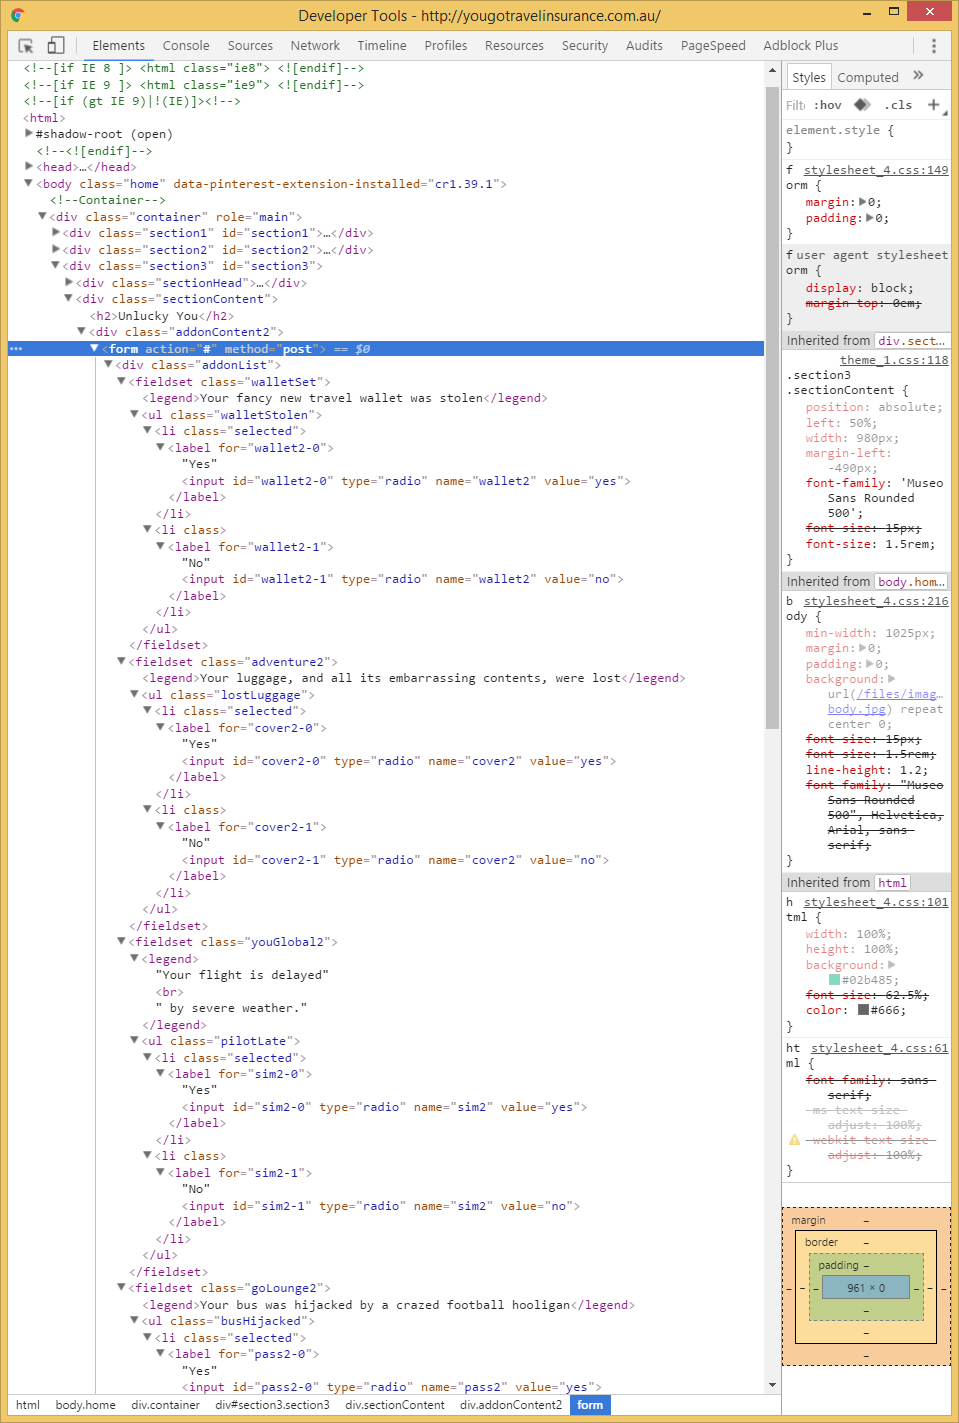 Developer Tools - http://yougotravelinsurance.com.au/
Elements Console Sources Network Timeline Profiles Resources Security Audits PageSpeed Adblock Plus
<!--[if IE 8 ]> <html class="ie8"> <![endif]-->
<!--[if IE 9 ]> <html class="ie9"> <![endif]-->
<!--[if (gt IE 9)|!(IE)]><!-->
<html>
#shadow-root (open)
<!--<![endif]-->
<head>…</head>
<body class="home" data-pinterest-extension-installed="cr1.39.1">
<!--Container-->
<div class="container" role="main">
<div class="section1" id="section1">…</div>
<div class="section2" id="section2">…</div>
<div class="section3" id="section3">
<div class="sectionHead">…</div>
<div class="sectionContent">
<h2>Unlucky You</h2>
<div class="addonContent2">
<form action="#" method="post"> == $0
<div class="addonList">
<fieldset class="walletSet">
<legend>Your fancy new travel wallet was stolen</legend>
<ul class="walletStolen">
<li class="selected">
<label for="wallet2-0">
"Yes"
<input id="wallet2-0" type="radio" name="wallet2" value="yes">
</label>
</li>
<li class>
<label for="wallet2-1">
"No"
<input id="wallet2-1" type="radio" name="wallet2" value="no">
</label>
</li>
</ul>
</fieldset>
<fieldset class="adventure2">
<legend>Your luggage, and all its embarrassing contents, were lost</legend>
<ul class="lostLuggage">
<li class="selected">
<label for="cover2-0">
"Yes"
<input id="cover2-0" type="radio" name="cover2" value="yes">
</label>
</li>
<li class>
<label for="cover2-1">
"No"
<input id="cover2-1" type="radio" name="cover2" value="no">
</label>
</li>
</ul>
</fieldset>
<fieldset class="youGlobal2">
<legend>
"Your flight is delayed"
<br>
" by severe weather."
</legend>
<ul class="pilotLate">
<li class="selected">
<label for="sim2-0">
"Yes"
<input id="sim2-0" type="radio" name="sim2" value="yes">
</label>
</li>
<li class>
<label for="sim2-1">
"No"
<input id="sim2-1" type="radio" name="sim2" value="no">
</label>
</li>
</ul>
</fieldset>
<fieldset class="goLounge2">
<legend>Your bus was hijacked by a crazed football hooligan</legend>
<ul class="busHijacked">
<li class="selected">
<label for="pass2-0">
"Yes"
<input id="pass2-0" type="radio" name="pass2" value="yes">
html body.home div.container div#section3.section3 div.sectionContent div.addonContent2 form
Styles Computed »
Filt :hov .cls +
element.style {
}
f stylesheet_4.css:149
orm {
margin: 0;
padding: 0;
}
f user agent stylesheet
orm {
display: block;
margin-top: 0em;
}
Inherited from div.sect…
theme_1.css:118
.section3
.sectionContent {
position: absolute;
left: 50%;
width: 980px;
margin-left:
-490px;
font-family: 'Museo
Sans Rounded
500';
font-size: 15px;
font-size: 1.5rem;
}
Inherited from body.hom…
b stylesheet_4.css:216
ody {
min-width: 1025px;
margin: 0;
padding: 0;
background:
url(/files/imag…
body.jpg) repeat
center 0;
font-size: 15px;
font-size: 1.5rem;
line-height: 1.2;
font-family: "Museo
Sans Rounded
500", Helvetica,
Arial, sans-
serif;
}
Inherited from html
h stylesheet_4.css:101
tml {
width: 100%;
height: 100%;
background:
#02b485;
font-size: 62.5%;
color: #666;
}
ht stylesheet_4.css:61
ml {
font-family: sans-
serif;
-ms-text-size-
adjust: 100%;
-webkit-text-size-
adjust: 100%;
}
margin –
border –
padding –
– – – 961 × 0 – – –
–
–
–